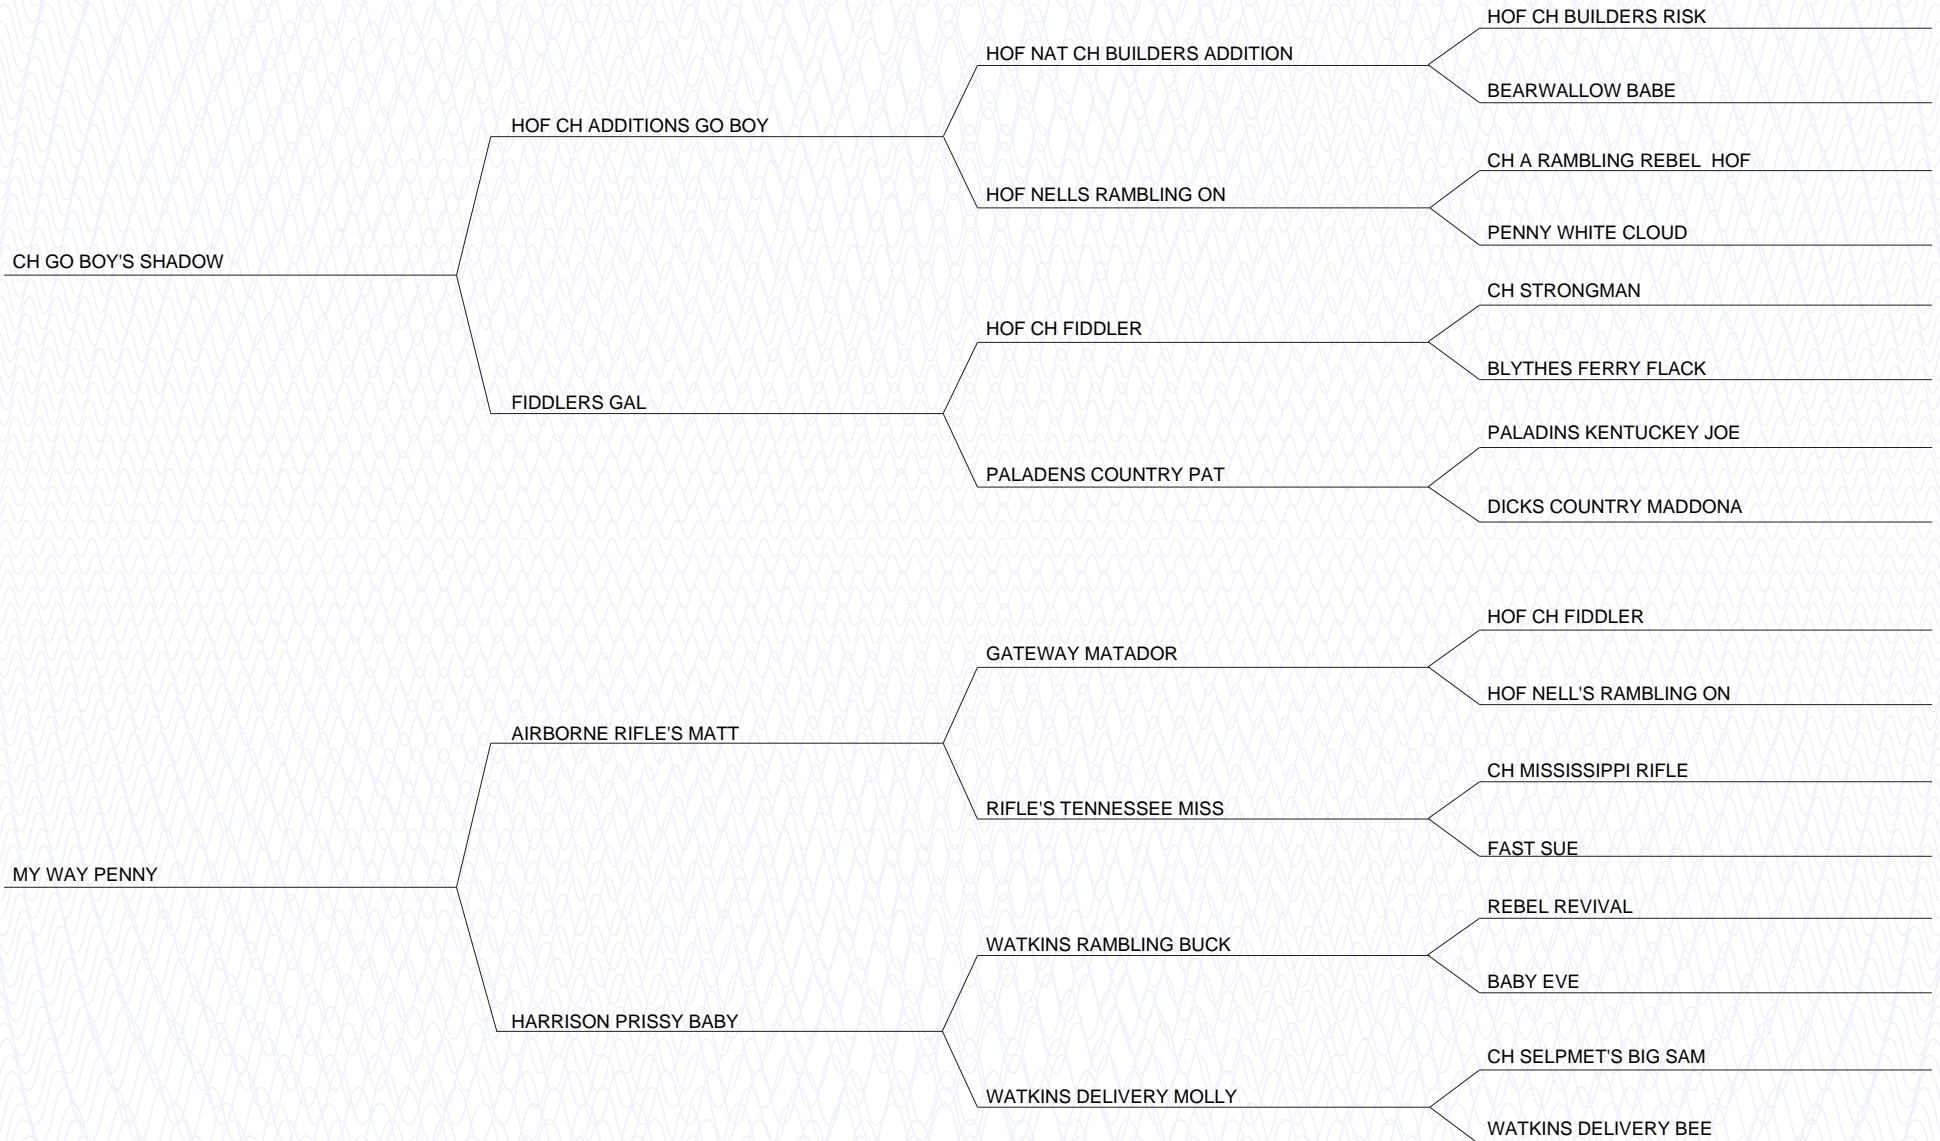 HOF CH BUILDERS RISK
HOF NAT CH BUILDERS ADDITION
BEARWALLOW BABE
HOF CH ADDITIONS GO BOY
CH A RAMBLING REBEL  HOF
HOF NELLS RAMBLING ON
PENNY WHITE CLOUD
CH GO BOY'S SHADOW
CH STRONGMAN
HOF CH FIDDLER
BLYTHES FERRY FLACK
FIDDLERS GAL
PALADINS KENTUCKEY JOE
PALADENS COUNTRY PAT
DICKS COUNTRY MADDONA
HOF CH FIDDLER
GATEWAY MATADOR
HOF NELL'S RAMBLING ON
AIRBORNE RIFLE'S MATT
CH MISSISSIPPI RIFLE
RIFLE'S TENNESSEE MISS
FAST SUE
MY WAY PENNY
REBEL REVIVAL
WATKINS RAMBLING BUCK
BABY EVE
HARRISON PRISSY BABY
CH SELPMET'S BIG SAM
WATKINS DELIVERY MOLLY
WATKINS DELIVERY BEE